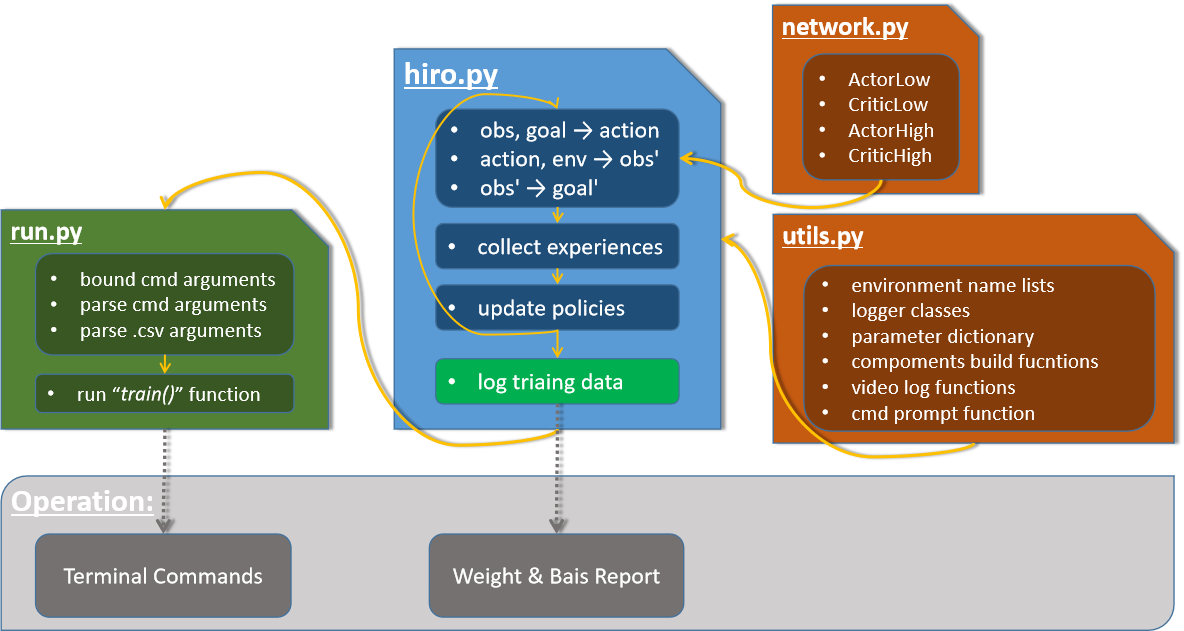 network.py
• ActorLow
• CriticLow
• ActorHigh
• CriticHigh
hiro.py
• obs, goal → action
• action, env → obs'
• obs' → goal'
• collect experiences
• update policies
• log triaing data
run.py
• bound cmd arguments
• parse cmd arguments
• parse .csv arguments
• run “train()” function
utils.py
• environment name lists
• logger classes
• parameter dictionary
• compoments build fucntions
• video log functions
• cmd prompt function
Operation:
Terminal Commands
Weight & Bais Report